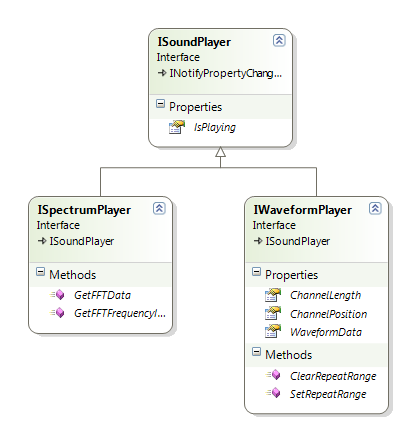 ISoundPlayer
Interface
INotifyPropertyChang...
Properties
IsPlaying
ISpectrumPlayer
Interface
ISoundPlayer
Methods
GetFFTData
GetFFTFrequencyI...
IWaveformPlayer
Interface
ISoundPlayer
Properties
ChannelLength
ChannelPosition
WaveformData
Methods
ClearRepeatRange
SetRepeatRange